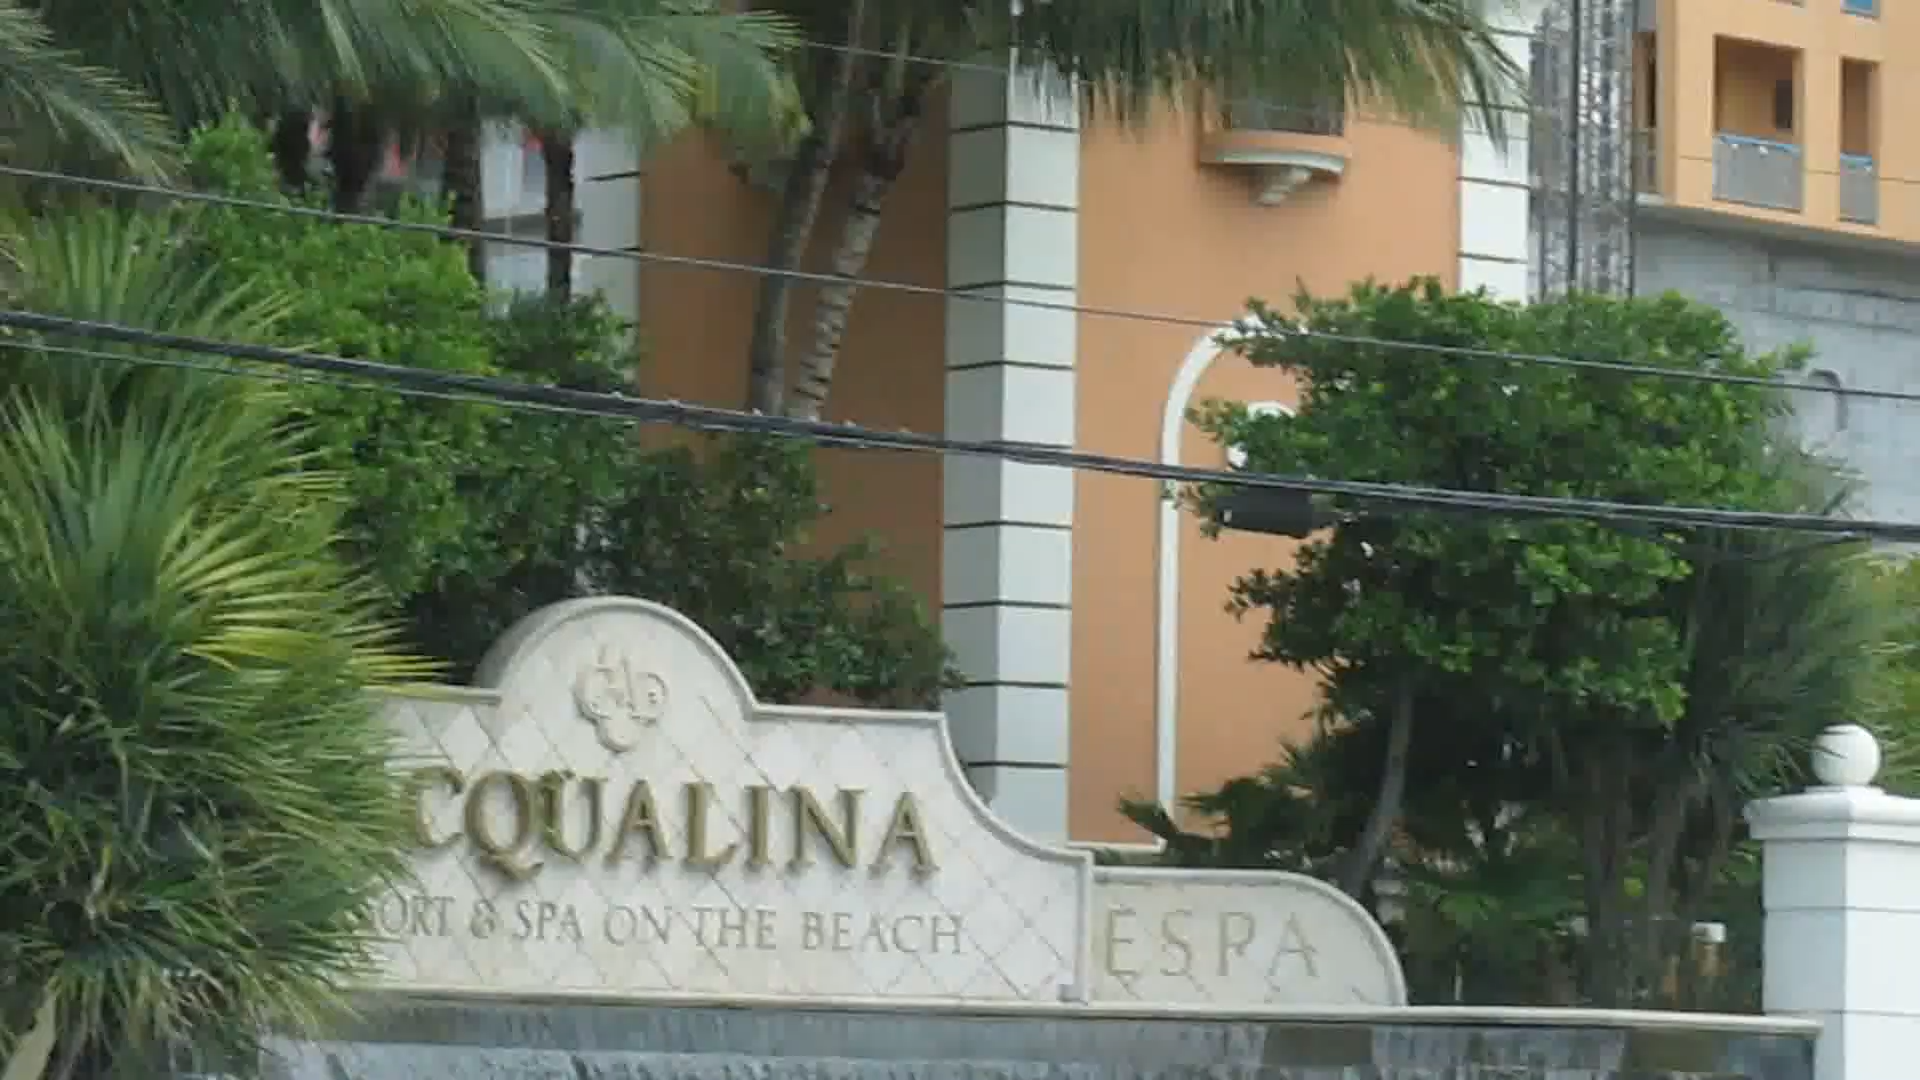 CQUALINA
ORT & SPA ON THE BEACH
ESPA